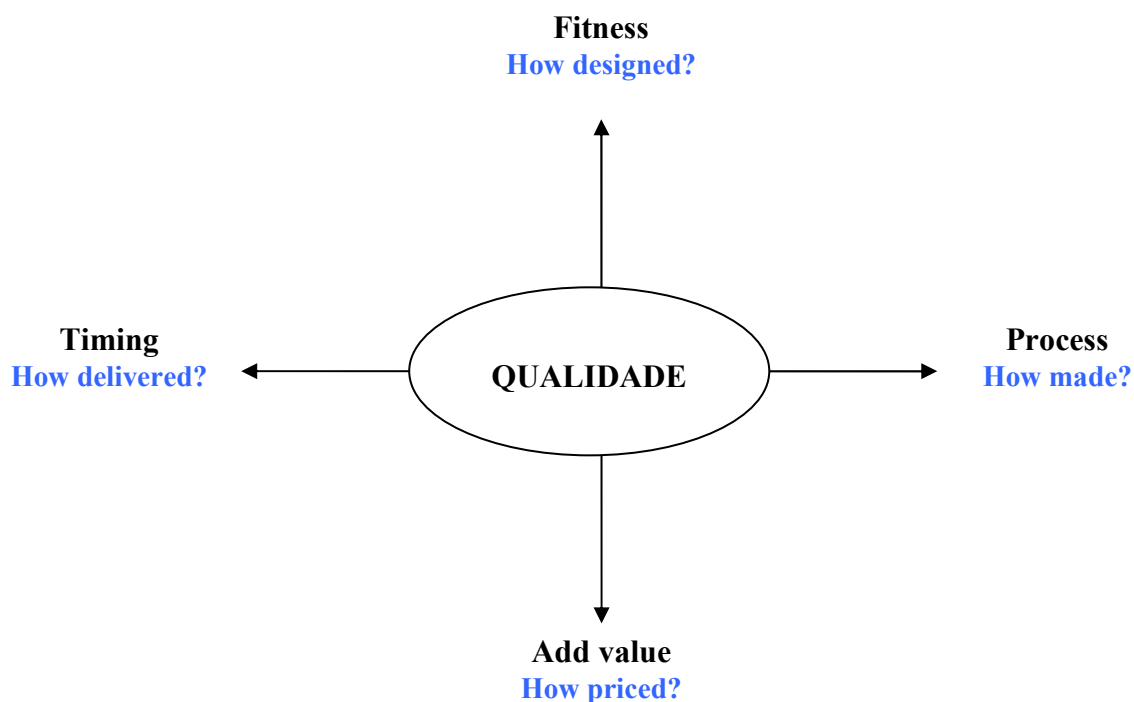 Fitness
How designed?
Timing
How delivered?
QUALIDADE
Process
How made?
Add value
How priced?